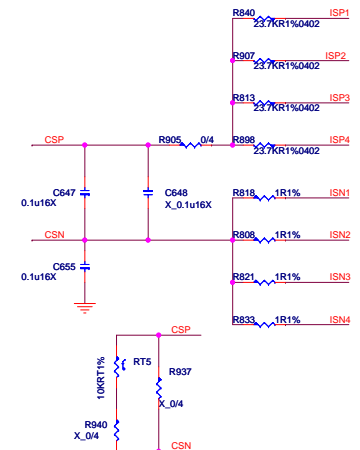 R840
ISP1
23.7KR1%0402
R907
ISP2
23.7KR1%0402
R813
ISP3
23.7KR1%0402
CSP
R905
0/4
R898
ISP4
23.7KR1%0402
C647
0.1u16X
C648
X_0.1u16X
R818
1R1%
ISN1
CSN
R808
1R1%
ISN2
C655
0.1u16X
R821
1R1%
ISN3
R833
1R1%
ISN4
CSP
10KRT1%
RT5
R937
X_0/4
R940
X_0/4
CSN